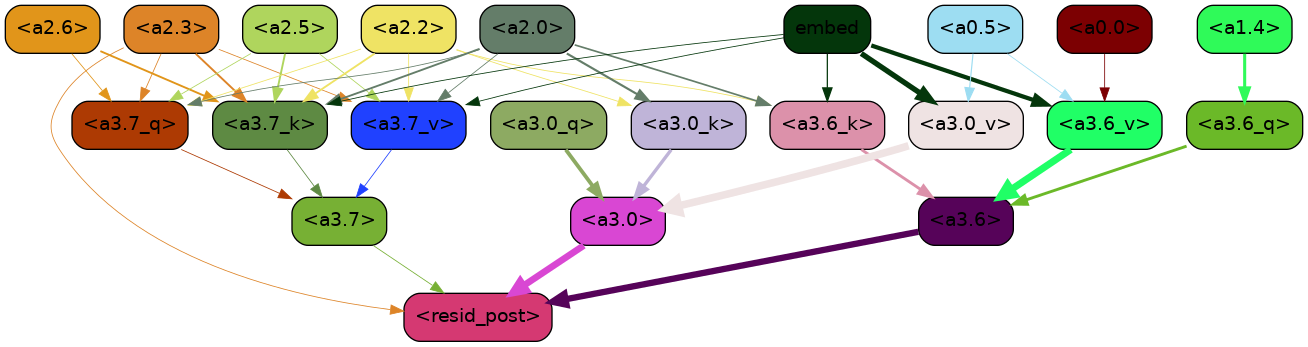 <a2.6> <a2.3> <a2.5> <a2.2> <a2.0> embed <a0.5> <a0.0> <a1.4>
<a3.7_q> <a3.7_k> <a3.7_v> <a3.0_q> <a3.0_k> <a3.6_k> <a3.0_v> <a3.6_v> <a3.6_q>
<a3.7> <a3.0> <a3.6>
<resid_post>